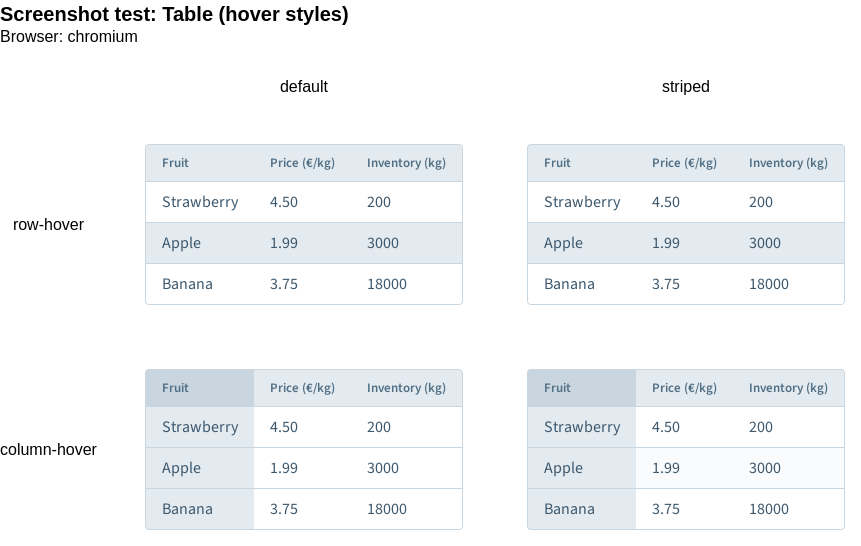 Screenshot test: Table (hover styles)
Browser: chromium
default striped
row-hover
Fruit Price (€/kg) Inventory (kg)
Strawberry 4.50 200
Apple 1.99 3000
Banana 3.75 18000
Fruit Price (€/kg) Inventory (kg)
Strawberry 4.50 200
Apple 1.99 3000
Banana 3.75 18000
column-hover
Fruit Price (€/kg) Inventory (kg)
Strawberry 4.50 200
Apple 1.99 3000
Banana 3.75 18000
Fruit Price (€/kg) Inventory (kg)
Strawberry 4.50 200
Apple 1.99 3000
Banana 3.75 18000